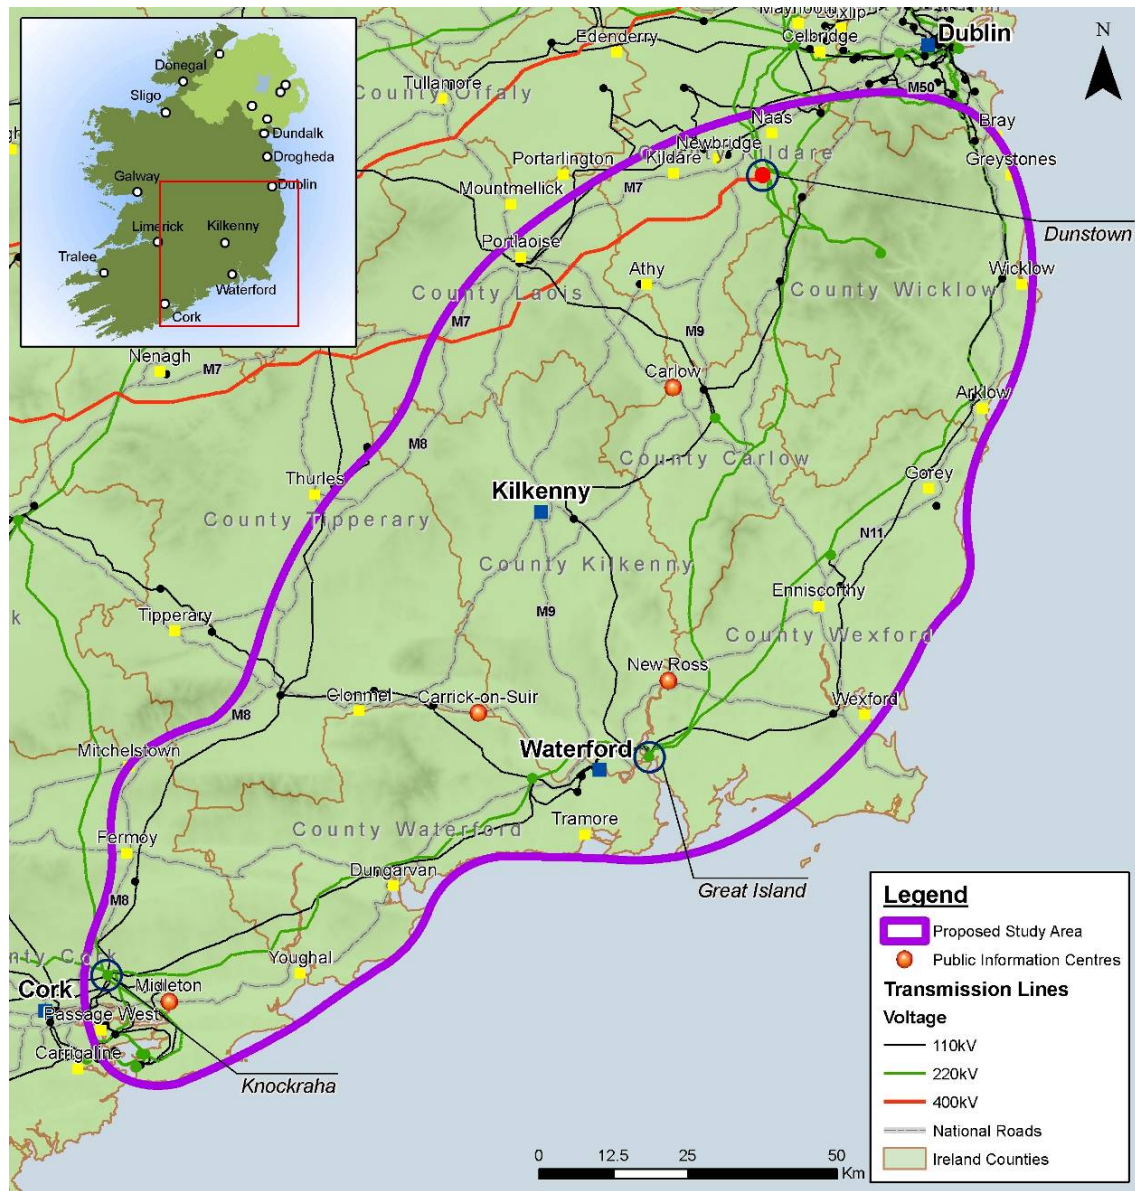 Donegal
Sligo
Dundalk
Drogheda
Galway
Dublin
Limerick
Kilkenny
Tralee
Waterford
Cork
Maynooth
Leixlip
Celbridge
Dublin
N
Edenderry
Tullamore
County Offaly
M50
Naas
Bray
Newbridge
Portarlington
Kildare
County Kildare
Greystones
Mountmellick
M7
Dunstown
Portlaoise
Athy
Wicklow
County Laois
County Wicklow
M7
M9
Nenagh
M7
Carlow
Arklow
M8
County Carlow
Thurles
Gorey
Kilkenny
County Tipperary
N11
County Kilkenny
Enniscorthy
Tipperary
M9
County Wexford
New Ross
Clonmel
Carrick-on-Suir
Wexford
M8
Mitchelstown
Waterford
Tramore
County Waterford
Fermoy
Dungarvan
Great Island
M8
nty Cork
Youghal
Cork
Midleton
Passage West
Carrigaline
Knockraha
Legend
Proposed Study Area
Public Information Centres
Transmission Lines
Voltage
110kV
220kV
400kV
National Roads
Ireland Counties
0 12.5 25 50
Km